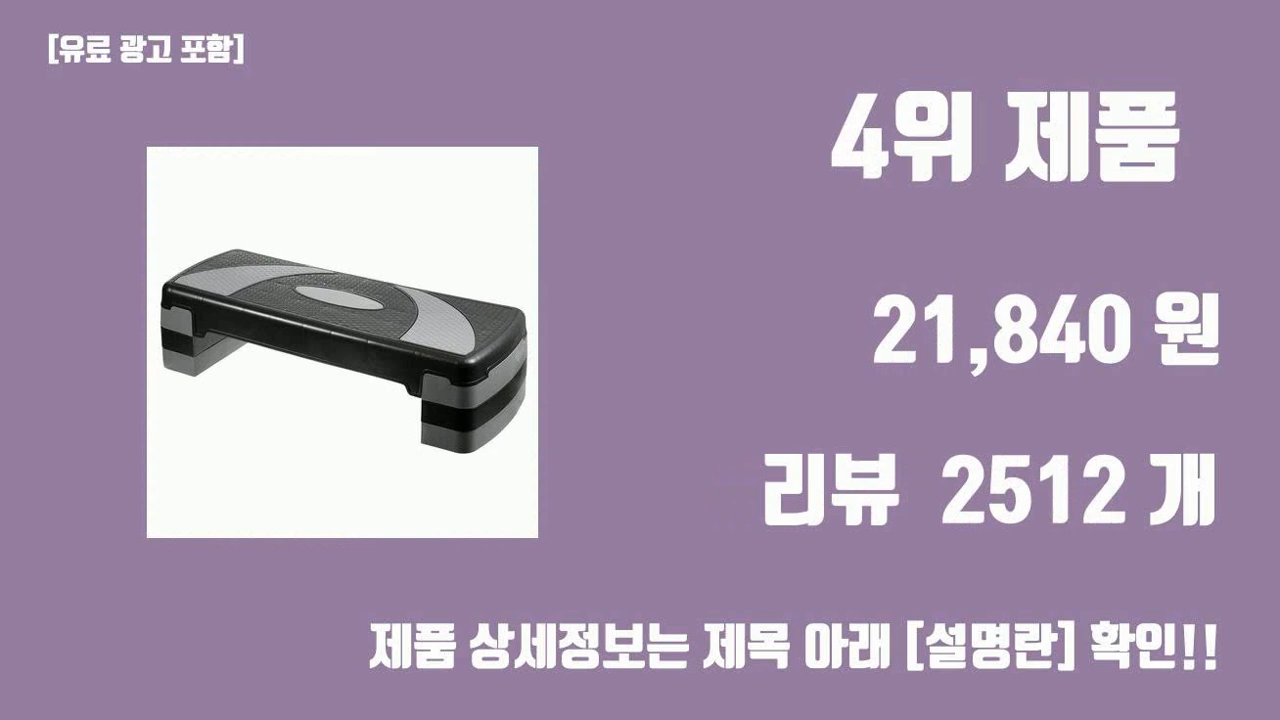 [유료 광고 포함]
4위 제품
21,840 원
리뷰 2512 개
제품 상세정보는 제목 아래 [설명란] 확인!!